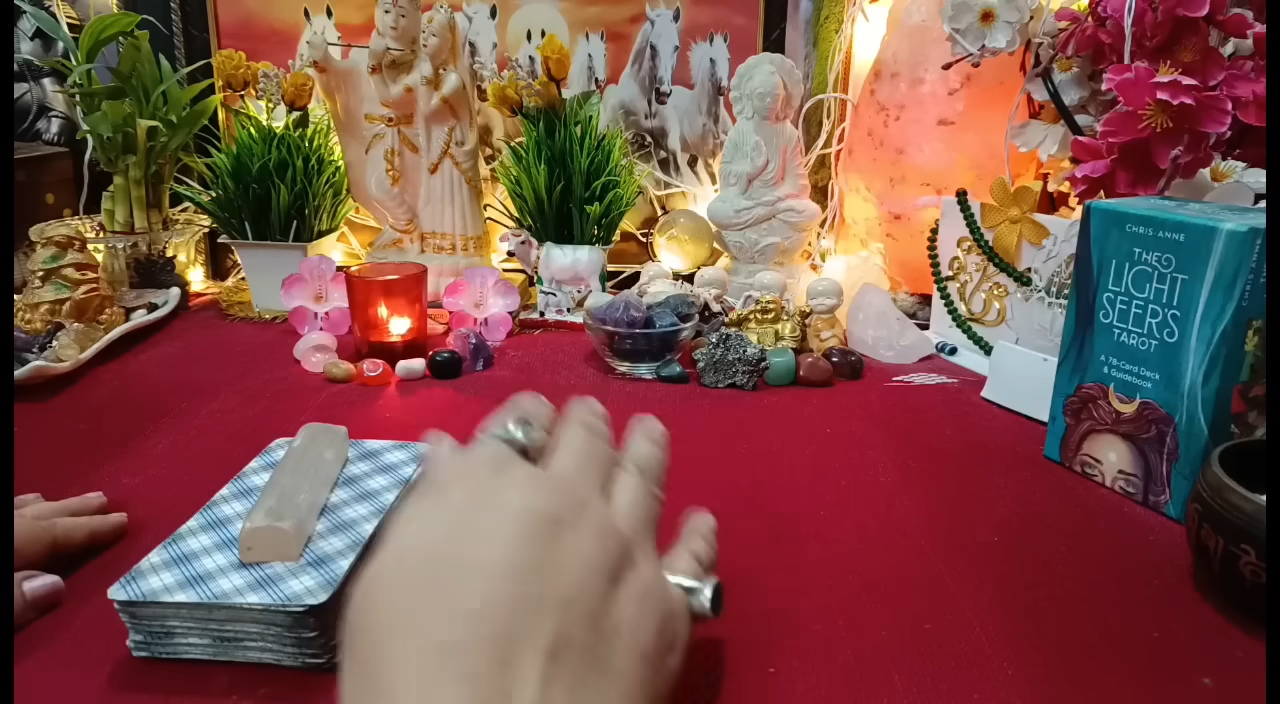 CHRIS-ANNE
THE
LIGHT
SEER'S
TAROT
A 78-Card Deck
& Guidebook